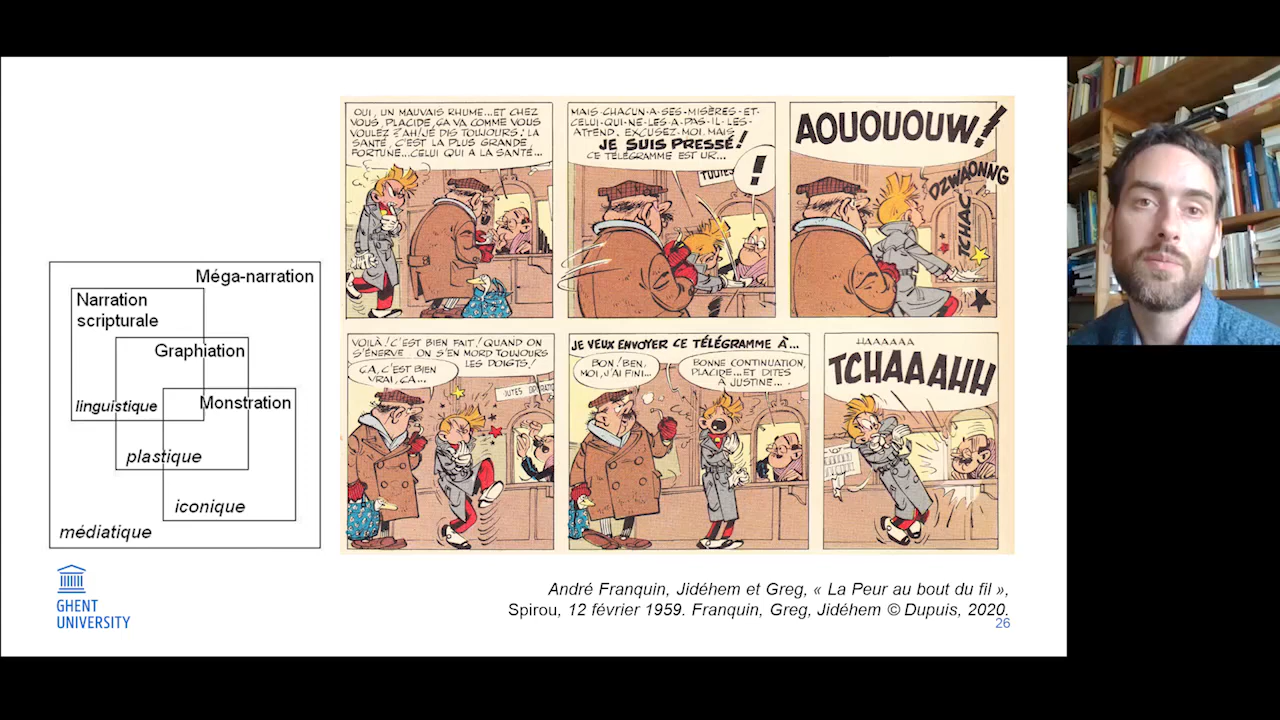 Méga-narration
Narration
scripturale
Graphiation
Monstration
linguistique
plastique
iconique
médiatique
GHENT
UNIVERSITY
OUI, UN MAUVAIS RHUME...ET CHEZ
VOUS, PLACIDE, ÇA VA COMME VOUS
VOULEZ? AH! JE DIS TOUJOURS: LA
SANTÉ, C'EST LA PLUS GRANDE
FORTUNE...CELUI QUI A LA SANTÉ...
MAIS·CHACUN·A·SES·MISÈRES·ET·
CELUI·QUI·NE·LES·A·PAS·IL·LES·
ATTEND. EXCUSEZ-MOI, MAIS
JE SUIS PRESSÉ!
CE TÉLÉGRAMME EST UR...
!
TOUTES
AOUOUOUW!
DZWAONNG
TCHAC
VOILÀ! C'EST BIEN FAIT! QUAND ON
S'ÉNERVE ON S'EN MORD TOUJOURS
LES DOIGTS!
ÇA, C'EST BIEN
VRAI, ÇA...
JE VEUX ENVOYER CE TÉLÉGRAMME À...
BON! BEN,
MOI, J'AI FINI...
BONNE CONTINUATION,
PLACIDE...ET DITES
À JUSTINE...
HAAAAAA
TCHAAAHH
André Franquin, Jidéhem et Greg, « La Peur au bout du fil »,
Spirou, 12 février 1959. Franquin, Greg, Jidéhem © Dupuis, 2020.
26